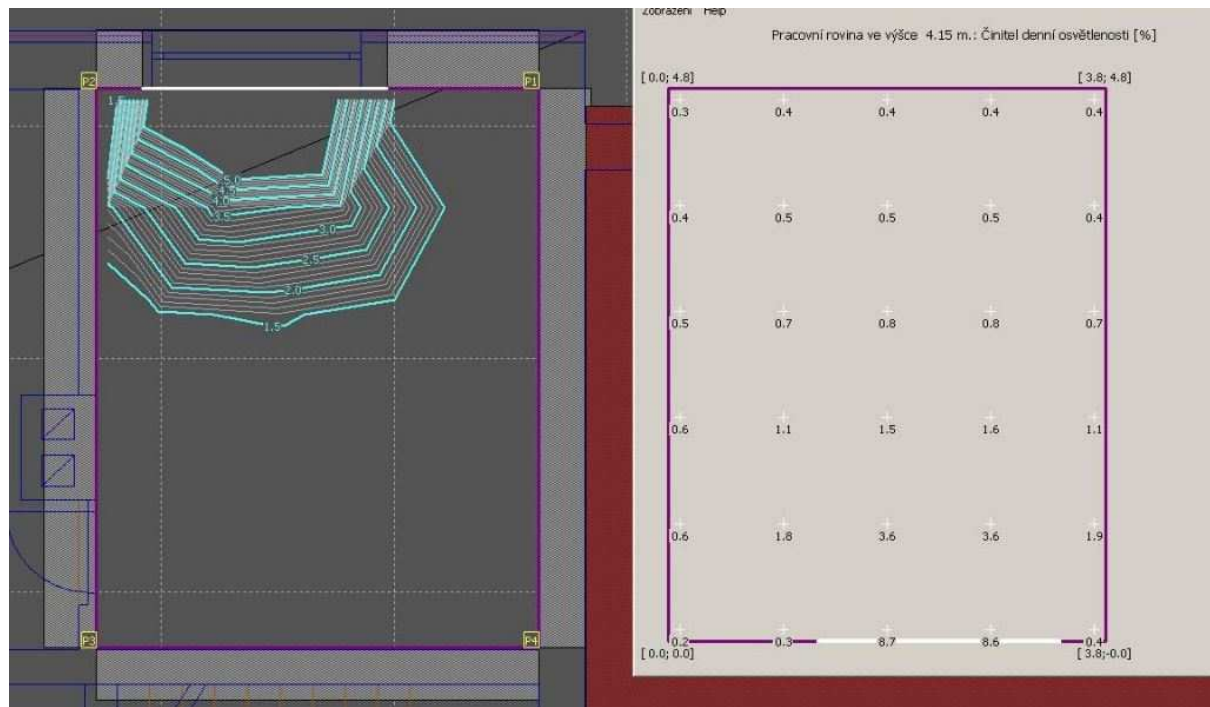 Zobrazení Help
Pracovní rovina ve výšce 4.15 m.: Činitel denní osvětlenosti [%]
[ 0.0; 4.8]
[ 3.8; 4.8]
0.3 0.4 0.4 0.4 0.4
0.4 0.5 0.5 0.5 0.4
0.5 0.7 0.8 0.8 0.7
0.6 1.1 1.5 1.6 1.1
0.6 1.8 3.6 3.6 1.9
0.2 0.3 8.7 8.6 0.4
[ 0.0; 0.0]
[ 3.8;-0.0]
P2
P1
5.0
4.5
4.0
3.5
3.0
2.5
2.0
1.5
P3
P4